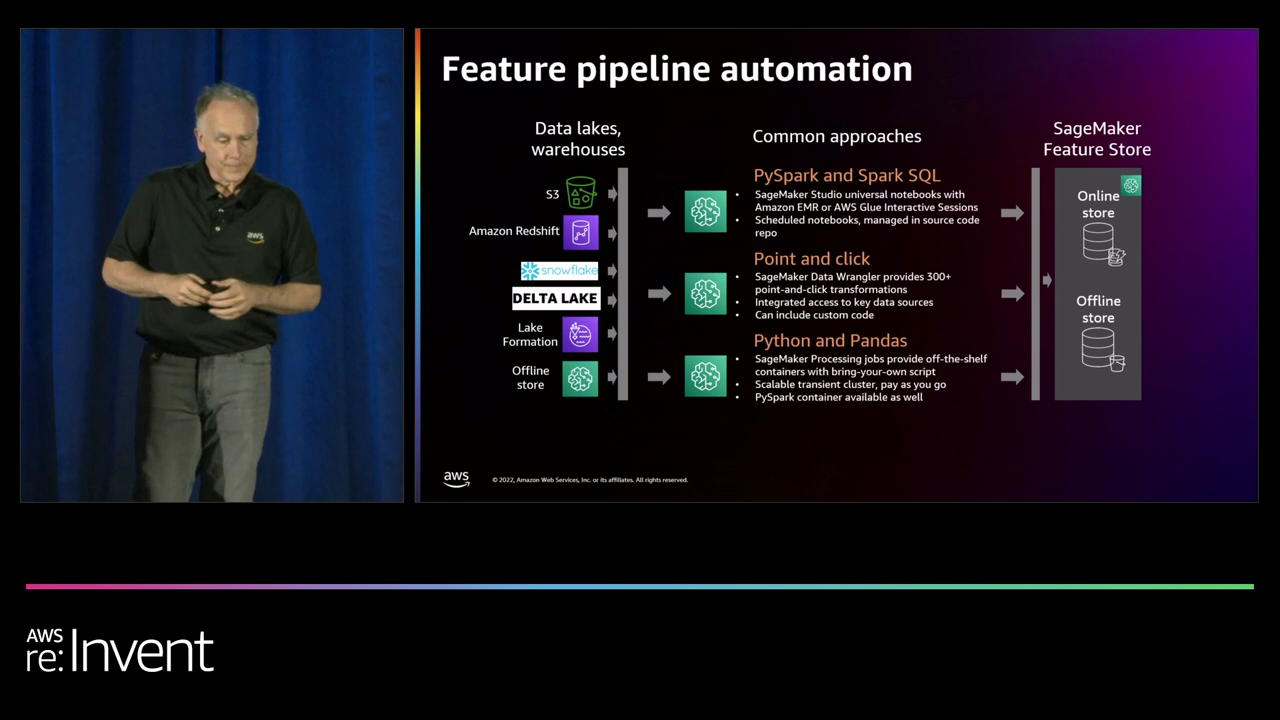 Feature pipeline automation
Data lakes,
warehouses
S3
Amazon Redshift
snowflake
DELTA LAKE
Lake
Formation
Offline
store
Common approaches
PySpark and Spark SQL
• SageMaker Studio universal notebooks with
Amazon EMR or AWS Glue Interactive Sessions
• Scheduled notebooks, managed in source code
repo
Point and click
• SageMaker Data Wrangler provides 300+
point-and-click transformations
• Integrated access to key data sources
• Can include custom code
Python and Pandas
• SageMaker Processing jobs provide off-the-shelf
containers with bring-your-own script
• Scalable transient cluster, pay as you go
• PySpark container available as well
SageMaker
Feature Store
Online
store
Offline
store
aws
© 2022, Amazon Web Services, Inc. or its affiliates. All rights reserved.
aws
AWS
re:Invent